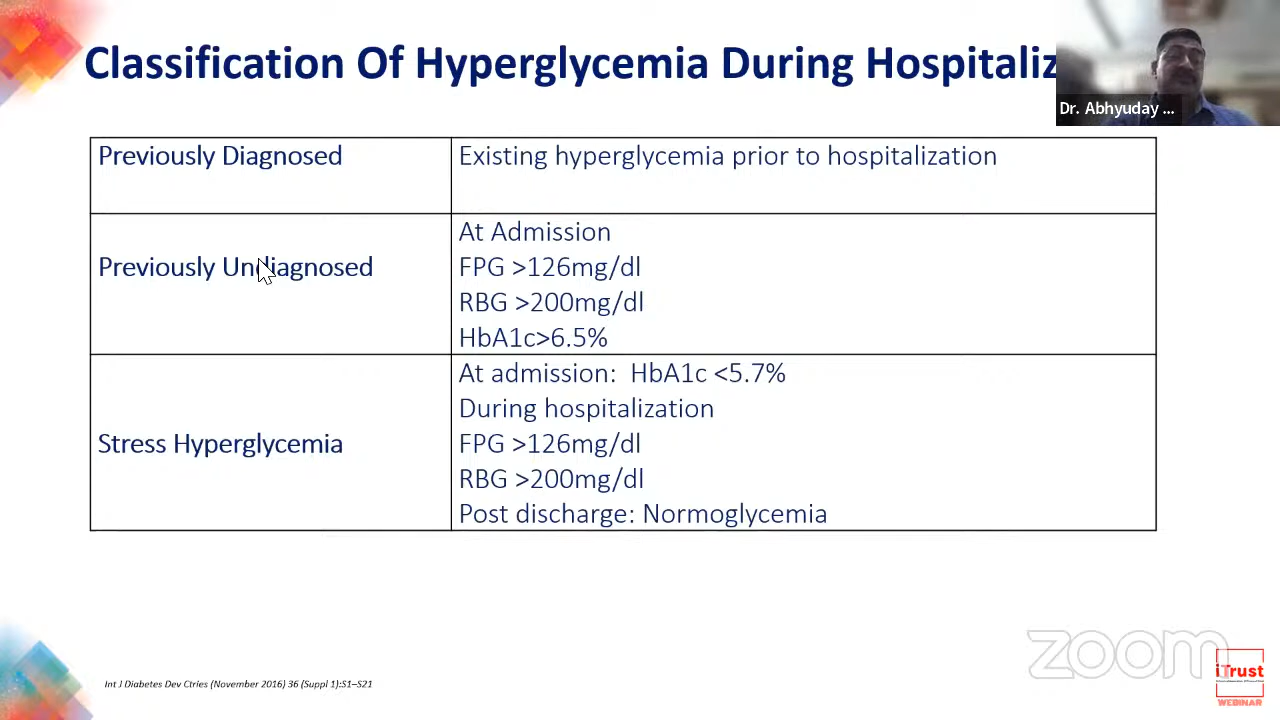 Classification Of Hyperglycemia During Hospitaliz
Dr. Abhyuday ...
Previously Diagnosed
Existing hyperglycemia prior to hospitalization
Previously Undiagnosed
At Admission
FPG >126mg/dl
RBG >200mg/dl
HbA1c>6.5%
Stress Hyperglycemia
At admission: HbA1c <5.7%
During hospitalization
FPG >126mg/dl
RBG >200mg/dl
Post discharge: Normoglycemia
Int J Diabetes Dev Ctries (November 2016) 36 (Suppl 1):S1–S21
zoom
iTrust
WEBINAR